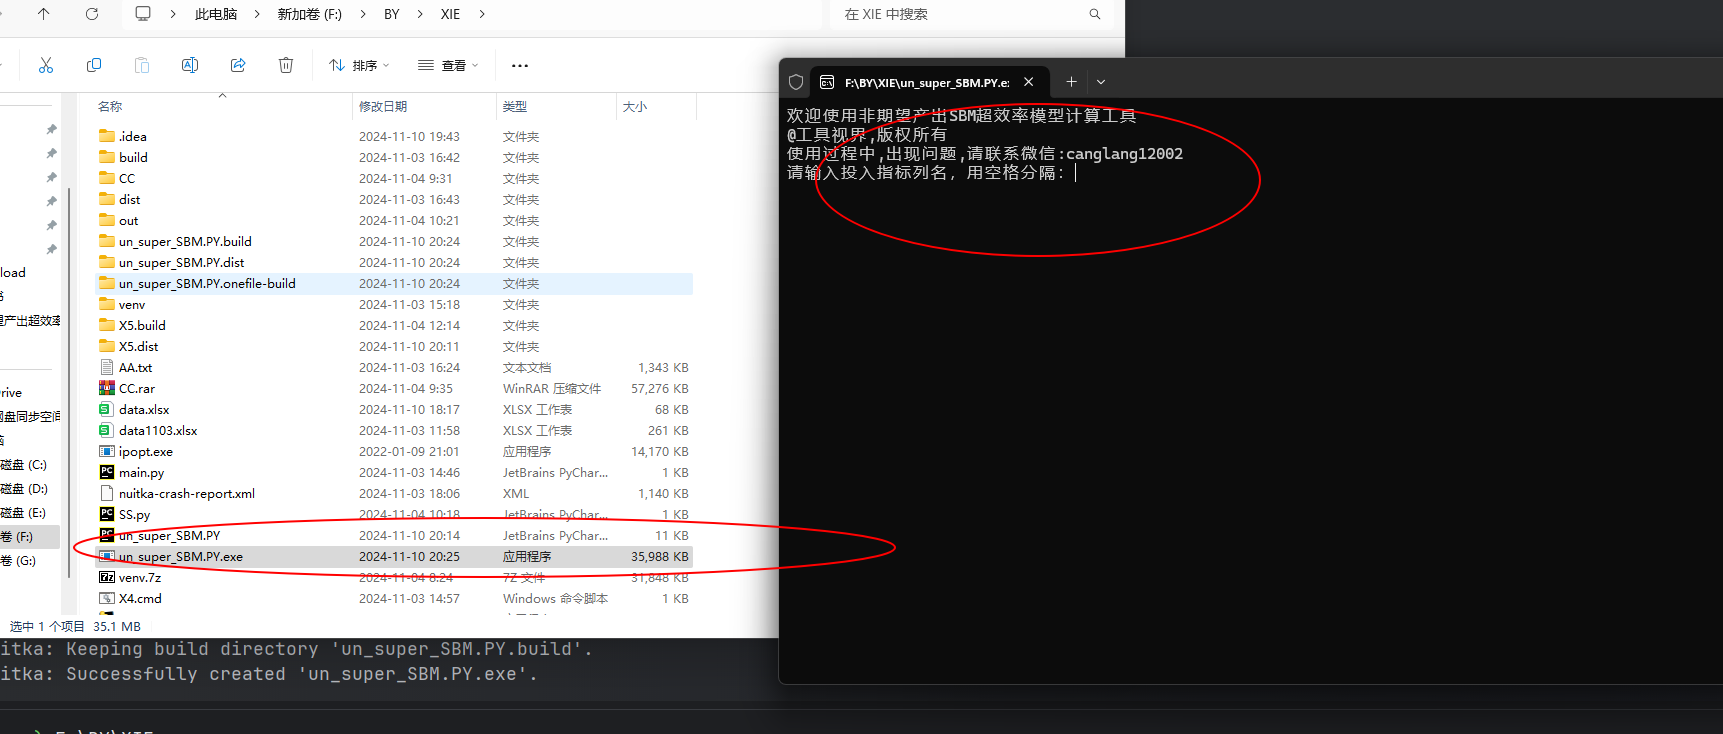 此电脑 > 新加卷 (F:) > BY > XIE >
在 XIE 中搜索
排序
查看
名称 修改日期 类型 大小
.idea 2024-11-10 19:43 文件夹
build 2024-11-03 16:42 文件夹
CC 2024-11-04 9:31 文件夹
dist 2024-11-03 16:43 文件夹
out 2024-11-04 10:21 文件夹
un_super_SBM.PY.build 2024-11-10 20:24 文件夹
un_super_SBM.PY.dist 2024-11-10 20:24 文件夹
un_super_SBM.PY.onefile-build 2024-11-10 20:24 文件夹
venv 2024-11-03 15:18 文件夹
X5.build 2024-11-04 12:14 文件夹
X5.dist 2024-11-10 20:11 文件夹
AA.txt 2024-11-03 16:24 文本文档 1,343 KB
CC.rar 2024-11-04 9:35 WinRAR 压缩文件 57,276 KB
data.xlsx 2024-11-10 18:17 XLSX 工作表 68 KB
data1103.xlsx 2024-11-03 11:58 XLSX 工作表 261 KB
ipopt.exe 2022-01-09 21:01 应用程序 14,170 KB
main.py 2024-11-03 14:46 JetBrains PyChar... 1 KB
nuitka-crash-report.xml 2024-11-03 18:06 XML 1,140 KB
SS.py 2024-11-04 10:18 JetBrains PyChar... 1 KB
un_super_SBM.PY 2024-11-10 20:14 JetBrains PyChar... 11 KB
un_super_SBM.PY.exe 2024-11-10 20:25 应用程序 35,988 KB
venv.7z 2024-11-04 8:24 7Z 文件 31,848 KB
X4.cmd 2024-11-03 14:57 Windows 命令脚本 1 KB
load
望产出超效率
rive
网盘同步空间
磁盘 (C:)
磁盘 (D:)
磁盘 (E:)
卷 (F:)
卷 (G:)
选中 1 个项目 35.1 MB
itka: Keeping build directory 'un_super_SBM.PY.build'.
itka: Successfully created 'un_super_SBM.PY.exe'.
F:\BY\XIE
F:\BY\XIE\un_super_SBM.PY.e:
欢迎使用非期望产出SBM超效率模型计算工具
@工具视界,版权所有
使用过程中,出现问题,请联系微信:canglang12002
请输入投入指标列名，用空格分隔: